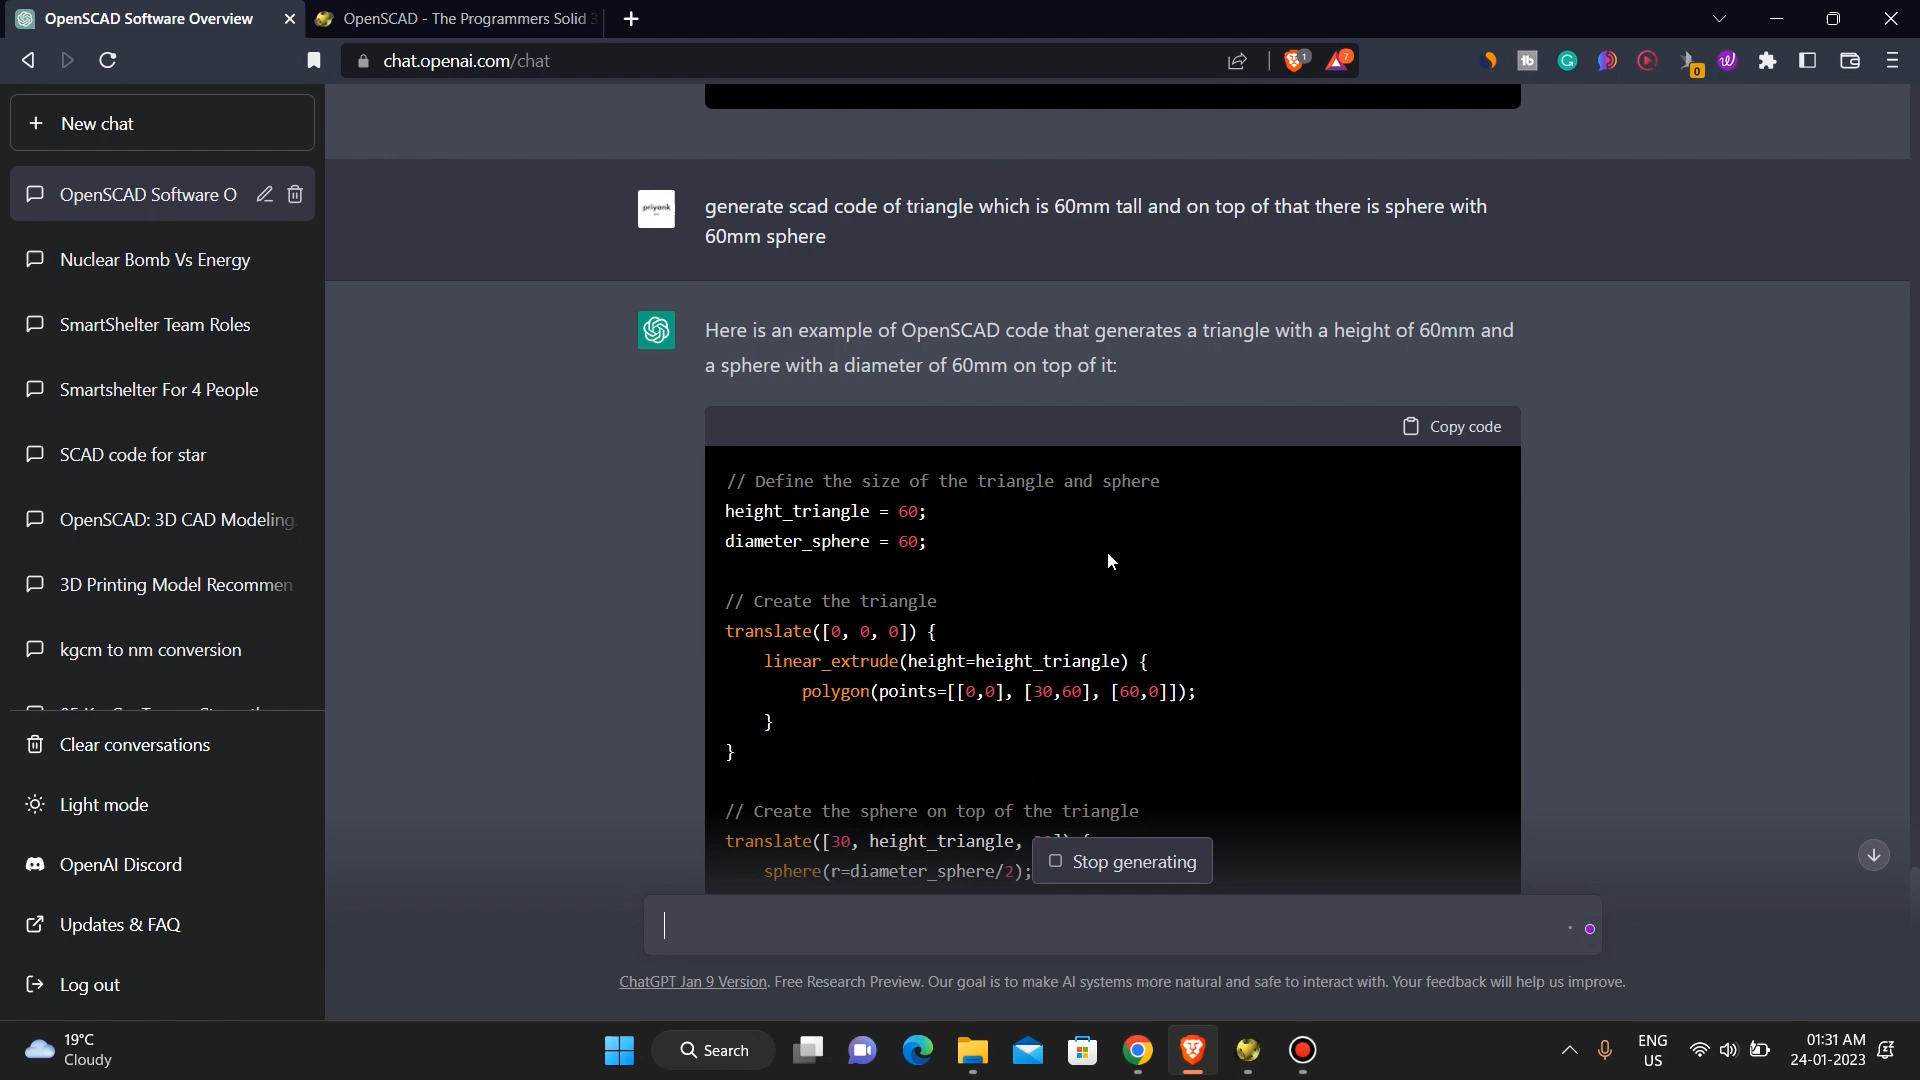 OpenSCAD Software Overview
OpenSCAD - The Programmers Solid 3
chat.openai.com/chat
1
7
tb
0
New chat
OpenSCAD Software O
Nuclear Bomb Vs Energy
SmartShelter Team Roles
Smartshelter For 4 People
SCAD code for star
OpenSCAD: 3D CAD Modeling
3D Printing Model Recommen
kgcm to nm conversion
Clear conversations
Light mode
OpenAI Discord
Updates & FAQ
Log out
priyank
generate scad code of triangle which is 60mm tall and on top of that there is sphere with
60mm sphere
Here is an example of OpenSCAD code that generates a triangle with a height of 60mm and
a sphere with a diameter of 60mm on top of it:
Copy code
// Define the size of the triangle and sphere
height_triangle = 60;
diameter_sphere = 60;
// Create the triangle
translate([0, 0, 0]) {
linear_extrude(height=height_triangle) {
polygon(points=[[0,0], [30,60], [60,0]]);
}
}
// Create the sphere on top of the triangle
translate([30, height_triangle,
sphere(r=diameter_sphere/2);
Stop generating
ChatGPT Jan 9 Version. Free Research Preview. Our goal is to make AI systems more natural and safe to interact with. Your feedback will help us improve.
19°C
Cloudy
Search
ENG
US
01:31 AM
24-01-2023